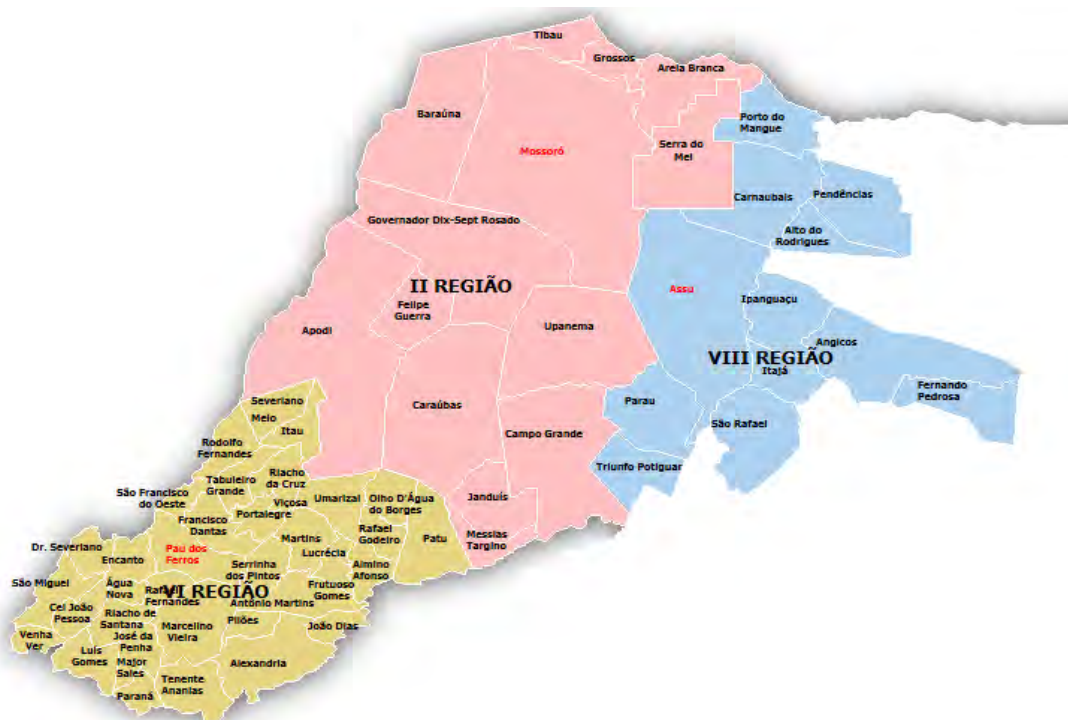 Tibau
Grossos
Areia Branca
Baraúna
Porto do
Mangue
Mossoró
Serra do
Mel
Carnaubais
Pendências
Governador Dix-Sept Rosado
Alto do
Rodrigues
II REGIÃO
Assu
Ipanguaçu
Felipe
Guerra
Apodi
Upanema
Angicos
VIII REGIÃO
Itajá
Fernando
Pedrosa
Severiano
Melo
Itau
Caraúbas
Parau
São Rafael
Campo Grande
Rodolfo
Fernandes
Triunfo Potiguar
Tabuleiro
Grande
Riacho
da Cruz
São Francisco
do Oeste
Viçosa
Umarizal
Olho D'Água
do Borges
Janduís
Portalegre
Francisco
Dantas
Rafael
Godeiro
Patu
Messias
Targino
Martins
Dr. Severiano
Encanto
Pau dos
Ferros
Lucrécia
Serrinha
dos Pintos
Almino
Afonso
São Miguel
Água
Nova
Rafael
Fernandes
VI REGIÃO
Frutuoso
Gomes
Antônio Martins
Cel João
Pessoa
Riacho de
Santana
Marcelino
Vieira
Pilões
João Dias
Venha
Ver
José da
Penha
Luís
Gomes
Major
Sales
Alexandria
Tenente
Ananias
Paraná